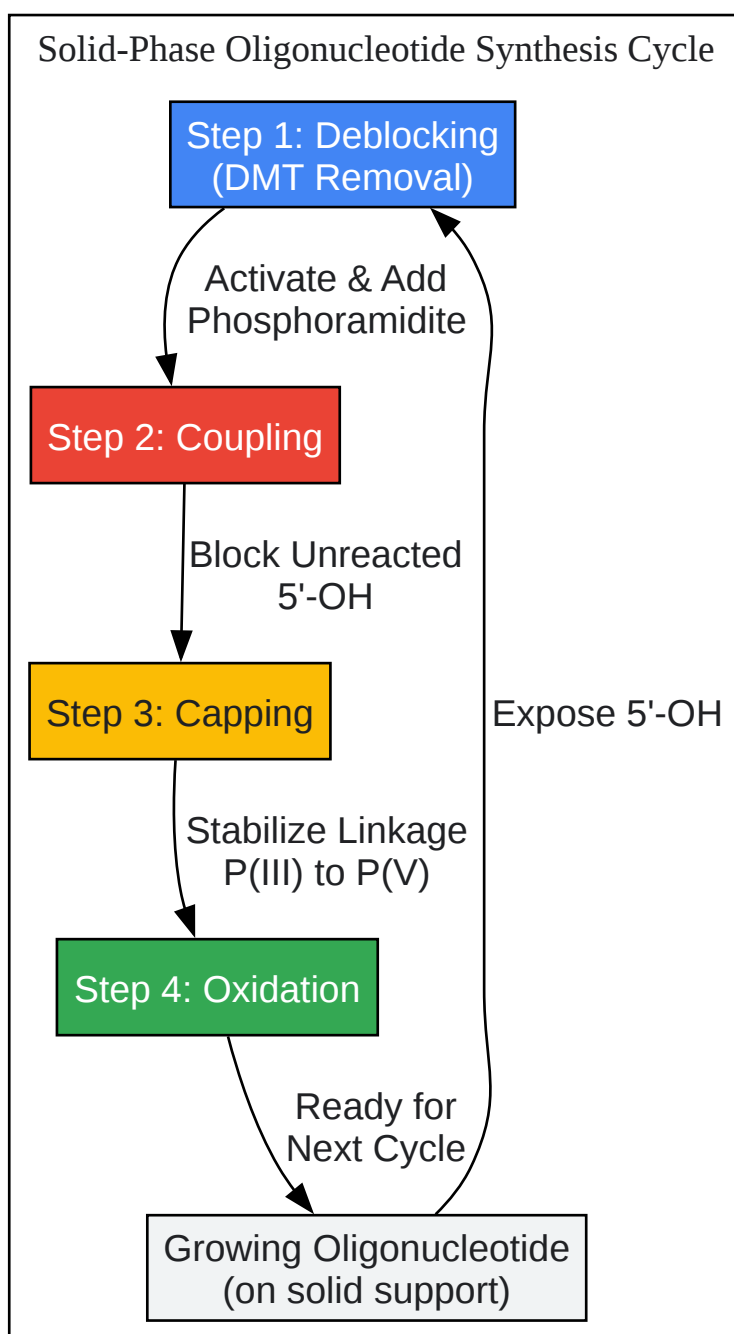 Solid-Phase Oligonucleotide Synthesis Cycle
Step 1: Deblocking
(DMT Removal)
Activate & Add
Phosphoramidite
Step 2: Coupling
Block Unreacted
5'-OH
Step 3: Capping
Expose 5'-OH
Stabilize Linkage
P(III) to P(V)
Step 4: Oxidation
Ready for
Next Cycle
Growing Oligonucleotide
(on solid support)